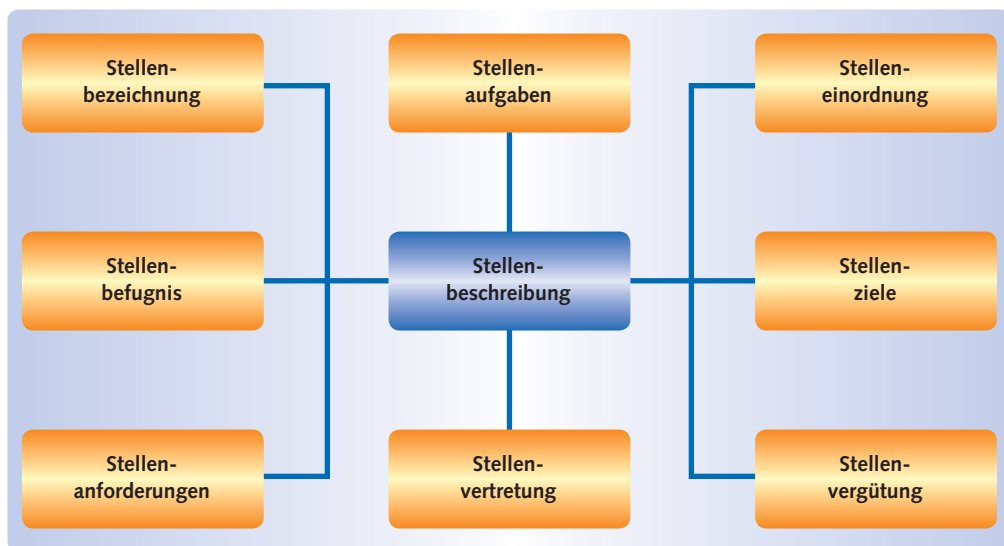 Stellen-
bezeichnung
Stellen-
aufgaben
Stellen-
einordnung
Stellen-
befugnis
Stellen-
beschreibung
Stellen-
ziele
Stellen-
anforderungen
Stellen-
vertretung
Stellen-
vergütung